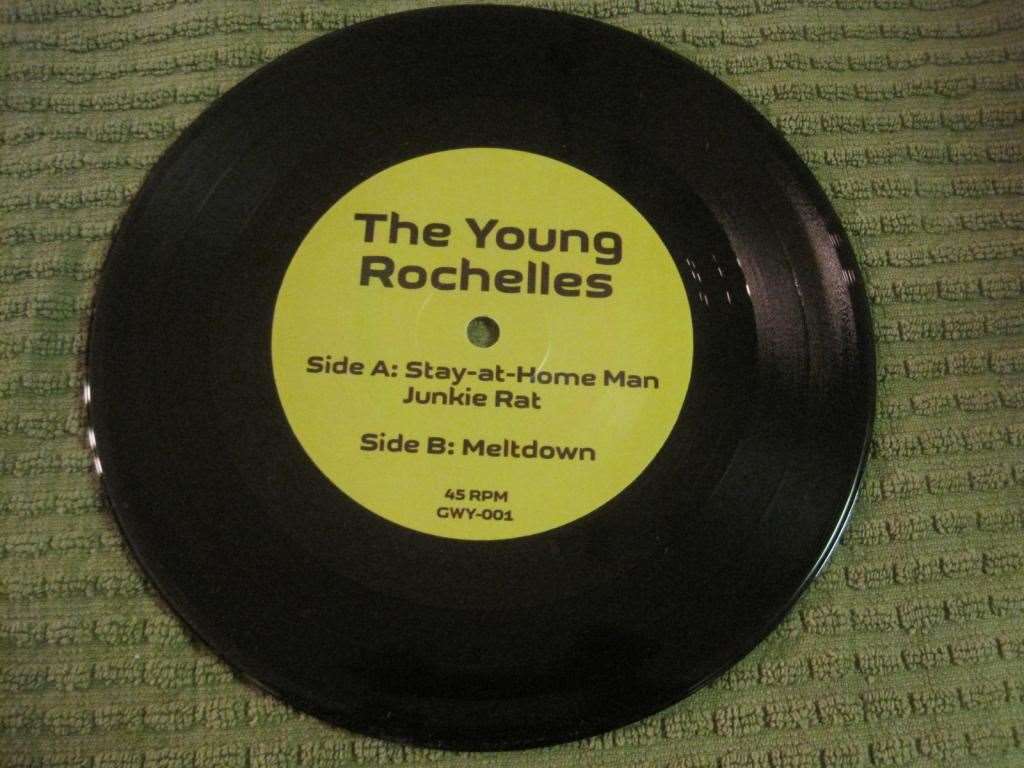 The Young
Rochelles
Side A: Stay-at-Home Man
Junkie Rat
Side B: Meltdown
45 RPM
GWY-001